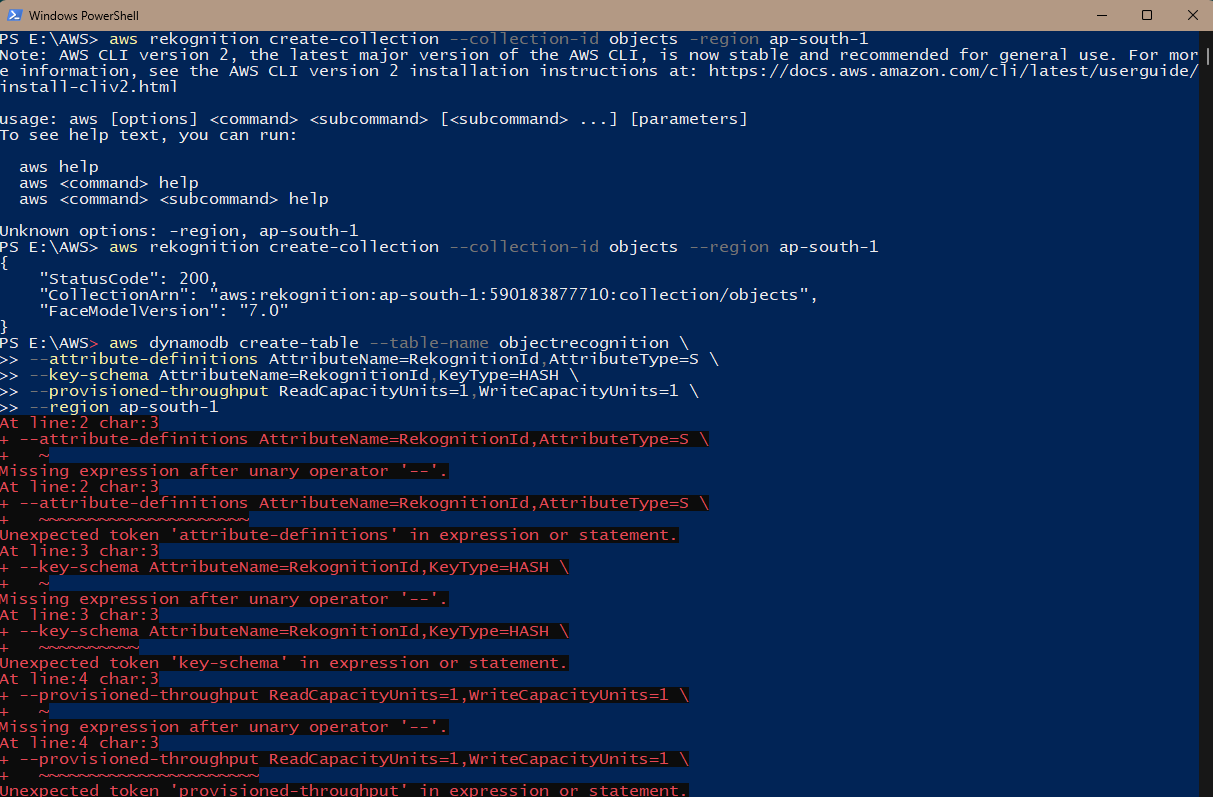 Windows PowerShell
PS E:\AWS> aws rekognition create-collection --collection-id objects -region ap-south-1
Note: AWS CLI version 2, the latest major version of the AWS CLI, is now stable and recommended for general use. For mor
e information, see the AWS CLI version 2 installation instructions at: https://docs.aws.amazon.com/cli/latest/userguide/
install-cliv2.html
usage: aws [options] <command> <subcommand> [<subcommand> ...] [parameters]
To see help text, you can run:
aws help
aws <command> help
aws <command> <subcommand> help
Unknown options: -region, ap-south-1
PS E:\AWS> aws rekognition create-collection --collection-id objects --region ap-south-1
{
"StatusCode": 200,
"CollectionArn": "aws:rekognition:ap-south-1:590183877710:collection/objects",
"FaceModelVersion": "7.0"
}
PS E:\AWS> aws dynamodb create-table --table-name objectrecognition \
>> --attribute-definitions AttributeName=RekognitionId,AttributeType=S \
>> --key-schema AttributeName=RekognitionId,KeyType=HASH \
>> --provisioned-throughput ReadCapacityUnits=1,WriteCapacityUnits=1 \
>> --region ap-south-1
At line:2 char:3
+ --attribute-definitions AttributeName=RekognitionId,AttributeType=S \
+   ~
Missing expression after unary operator '--'.
At line:2 char:3
+ --attribute-definitions AttributeName=RekognitionId,AttributeType=S \
+   ~~~~~~~~~~~~~~~~~~~~~
Unexpected token 'attribute-definitions' in expression or statement.
At line:3 char:3
+ --key-schema AttributeName=RekognitionId,KeyType=HASH \
+   ~
Missing expression after unary operator '--'.
At line:3 char:3
+ --key-schema AttributeName=RekognitionId,KeyType=HASH \
+   ~~~~~~~~~~
Unexpected token 'key-schema' in expression or statement.
At line:4 char:3
+ --provisioned-throughput ReadCapacityUnits=1,WriteCapacityUnits=1 \
+   ~
Missing expression after unary operator '--'.
At line:4 char:3
+ --provisioned-throughput ReadCapacityUnits=1,WriteCapacityUnits=1 \
+   ~~~~~~~~~~~~~~~~~~~~~~
Unexpected token 'provisioned-throughput' in expression or statement.